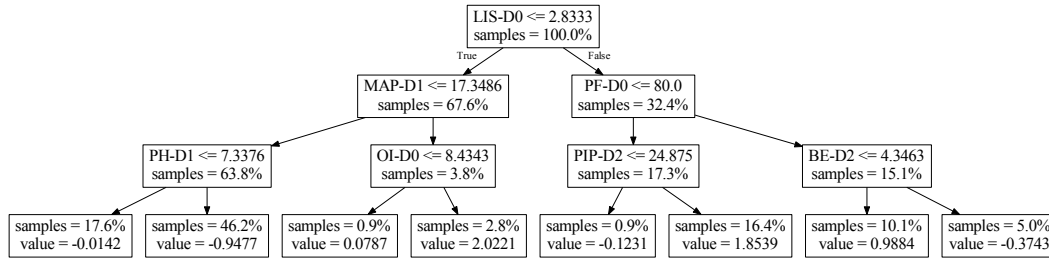 LIS-D0 <= 2.8333
samples = 100.0%
True
False
MAP-D1 <= 17.3486
samples = 67.6%
PF-D0 <= 80.0
samples = 32.4%
PH-D1 <= 7.3376
samples = 63.8%
OI-D0 <= 8.4343
samples = 3.8%
PIP-D2 <= 24.875
samples = 17.3%
BE-D2 <= 4.3463
samples = 15.1%
samples = 17.6%
value = -0.0142
samples = 46.2%
value = -0.9477
samples = 0.9%
value = 0.0787
samples = 2.8%
value = 2.0221
samples = 0.9%
value = -0.1231
samples = 16.4%
value = 1.8539
samples = 10.1%
value = 0.9884
samples = 5.0%
value = -0.3743